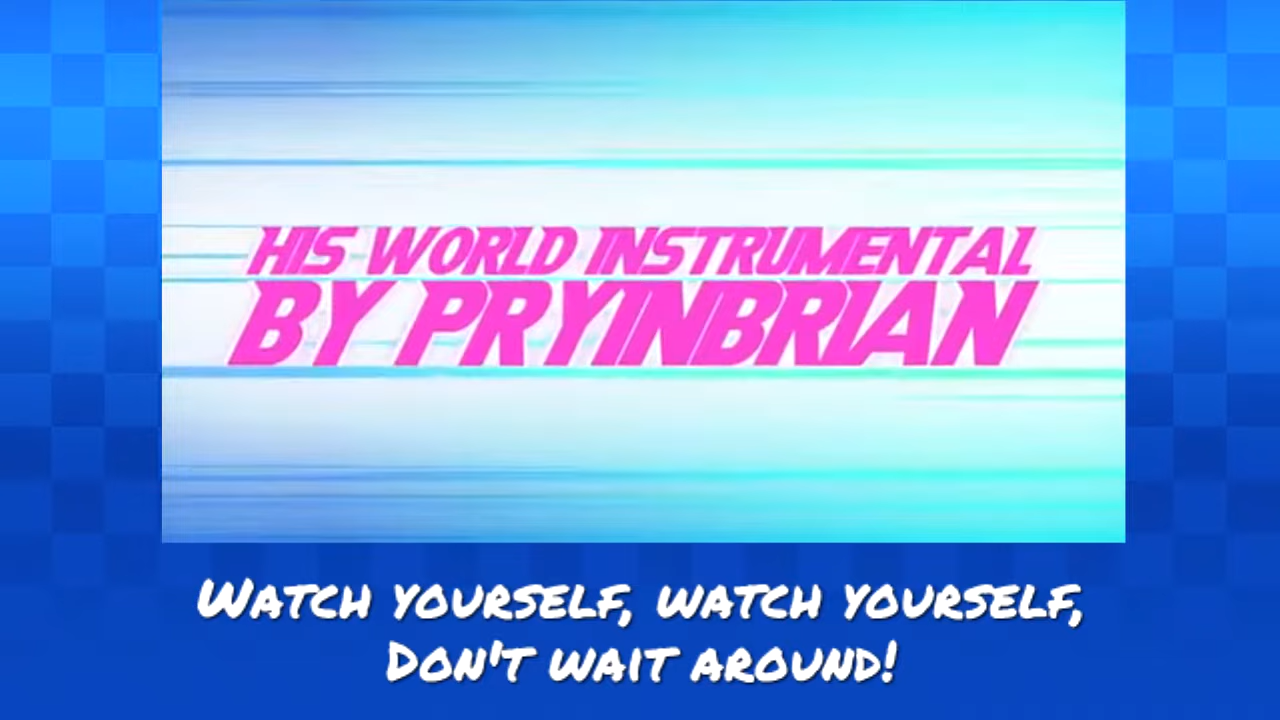 HIS WORLD INSTRUMENTAL
BY PRYINBRIAN
Watch yourself, watch yourself,
Don't wait around!